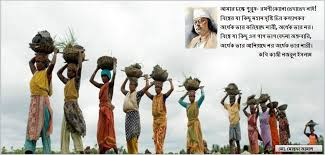 আমার চক্ষে পুরুষ- রমণী কোনো ভেদাভেদ নাই!
বিশ্বের যা কিছু মহান সৃষ্টি চির কল্যাণকর
অর্ধেক তার করিয়াছে নারী, অর্ধেক তার নর।
বিশ্বে যা কিছু এল পাপ তাপ বেদনা অশ্রুবারি,
অর্ধেক তার আনিয়াছে নর অর্ধেক তার নারী।
কবি কাজী নজরুল ইসলাম